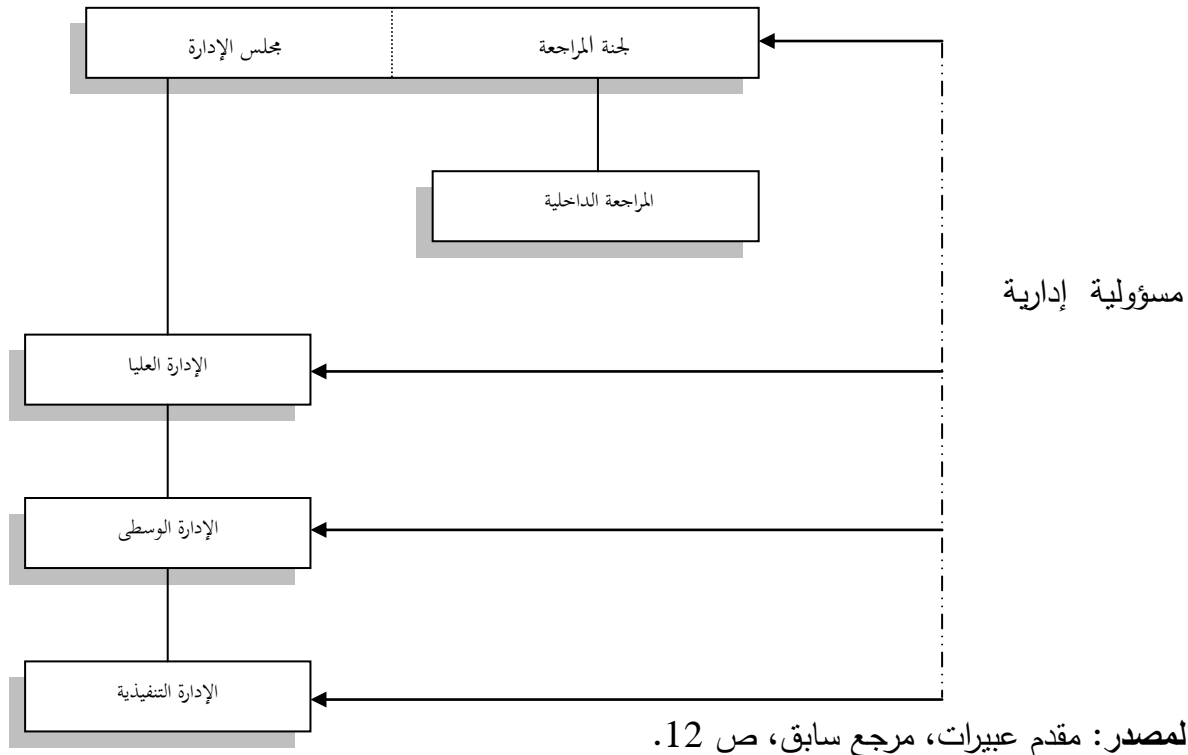 لجنة المراجعة
مجلس الإدارة
المراجعة الداخلية
مسؤولية إدارية
الإدارة العليا
الإدارة الوسطى
الإدارة التنفيذية
لمصدر: مقدم عبيرات، مرجع سابق، ص 12.